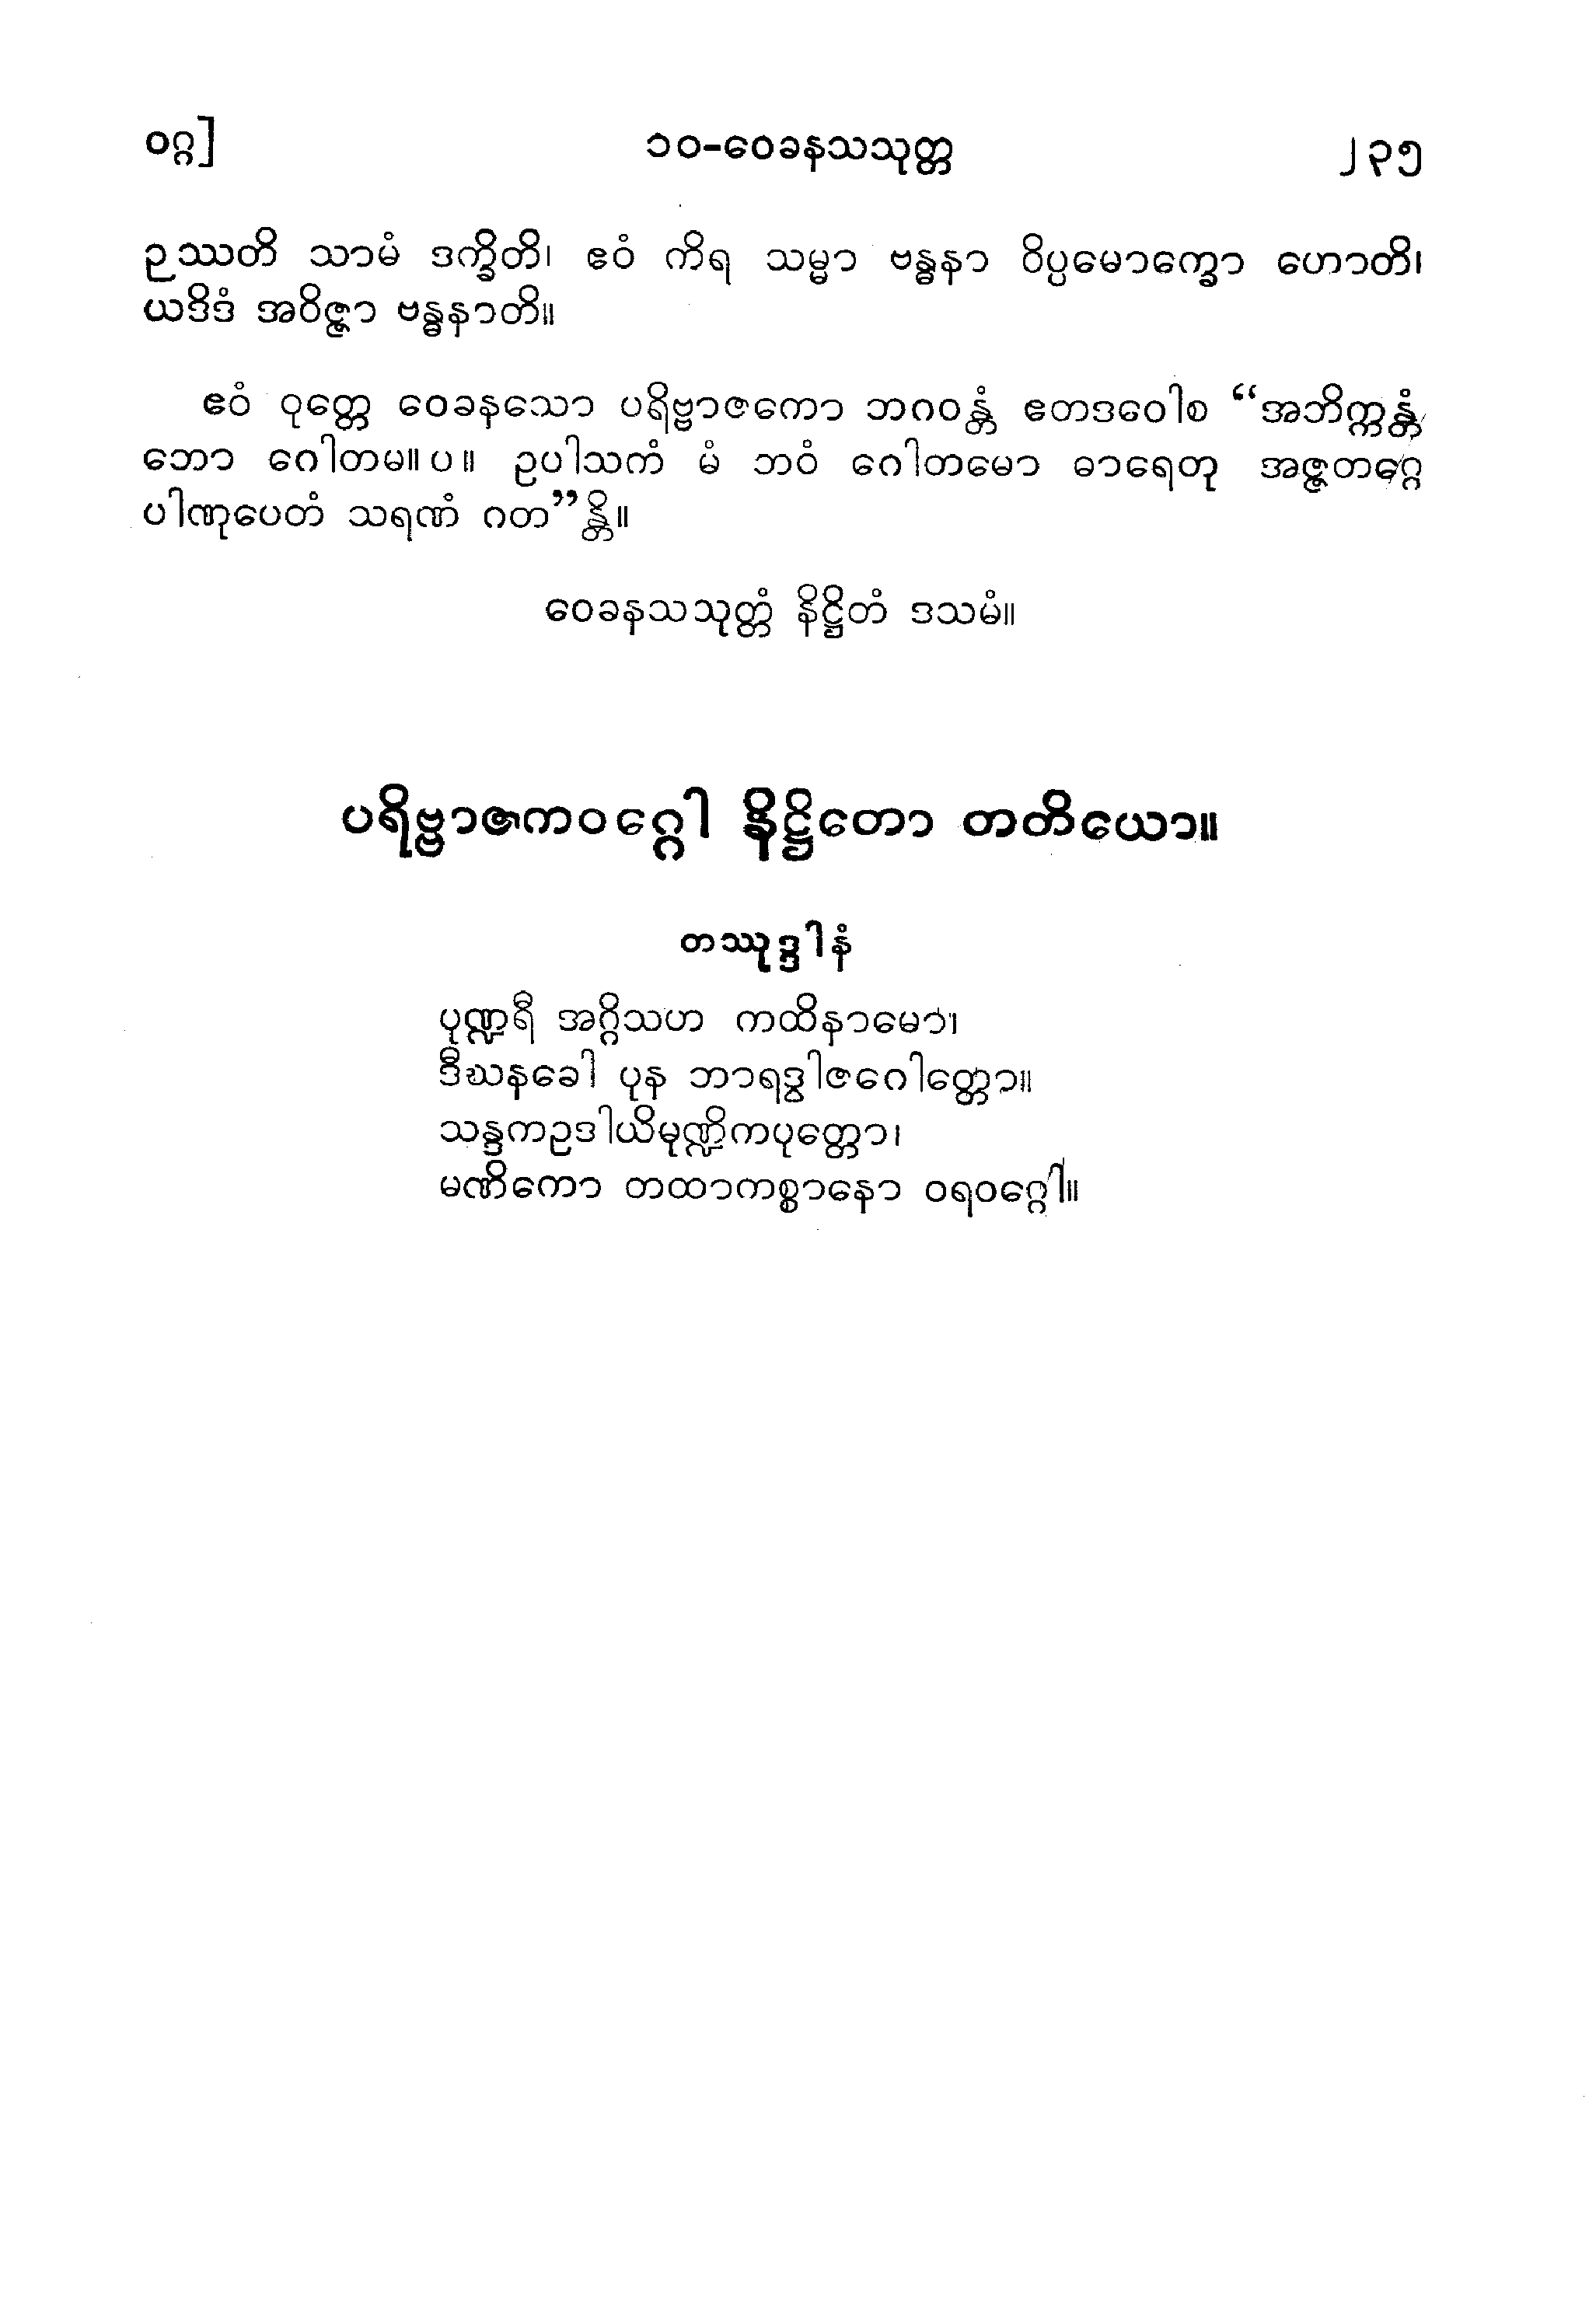 ဝဂ္ဂ]
၁၀-ဝေခနသသုတ္တ
၂၃၅
ဉဿတိ သာမံ ဒက္ခိတိ၊ ဧဝံ ကိရ သမ္မာ ဗန္ဓနာ ဝိပ္ပမောက္ခော ဟောတိ၊
ယဒိဒံ အဝိဇ္ဇာ ဗန္ဓနာတိ။
ဧဝံ ဝုတ္တေ ဝေခနသော ပရိဗ္ဗာဇကော ဘဂဝန္တံ ဧတဒဝေါစ “အဘိက္ကန္တံ
ဘော ဂေါတမ။ပ။ ဥပါသကံ မံ ဘဝံ ဂေါတမော ဓာရေတု အဇ္ဇတဂ္ဂေ
ပါဏုပေတံ သရဏံ ဂတ”န္တိ။
ဝေခနသသုတ္တံ နိဋ္ဌိတံ ဒသမံ။
ပရိဗ္ဗာဇကဝဂ္ဂေါ နိဋ္ဌိတော တတိယော။
တဿုဒ္ဒါနံ
ပုဏ္ဍရီ အဂ္ဂိသဟ ကထိနာမော၊
ဒီဃနခေါ ပုန ဘာရဒွါဇဂေါတ္တော။
သန္ဒကဥဒါယိမုဏ္ဍိကပုတ္တော၊
မဏိကော တထာကစ္စာနော ဝရဝဂ္ဂေါ။